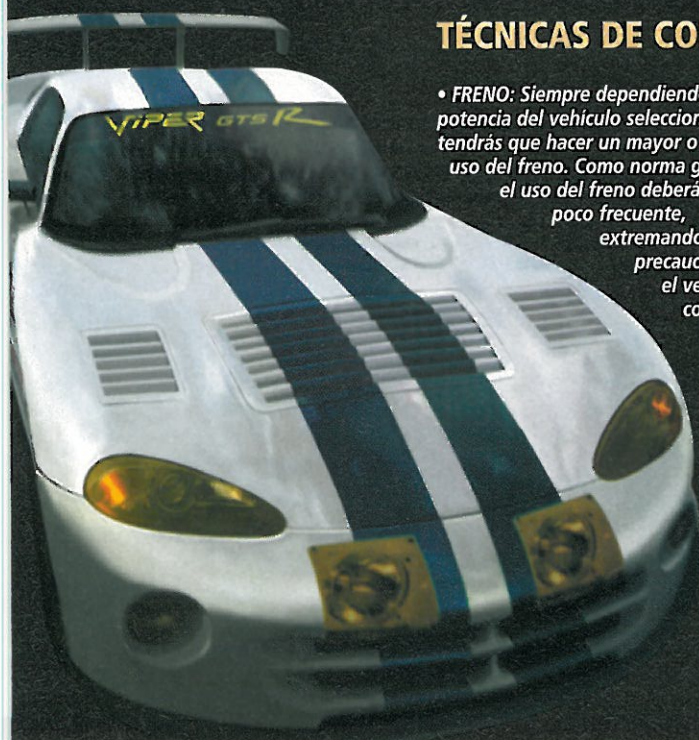 TÉCNICAS DE CO
• FRENO: Siempre dependiend
potencia del vehículo seleccion
tendrás que hacer un mayor o
uso del freno. Como norma g
el uso del freno deberá
poco frecuente,
extremando
precauc
el ve
co
VIPER GTS R